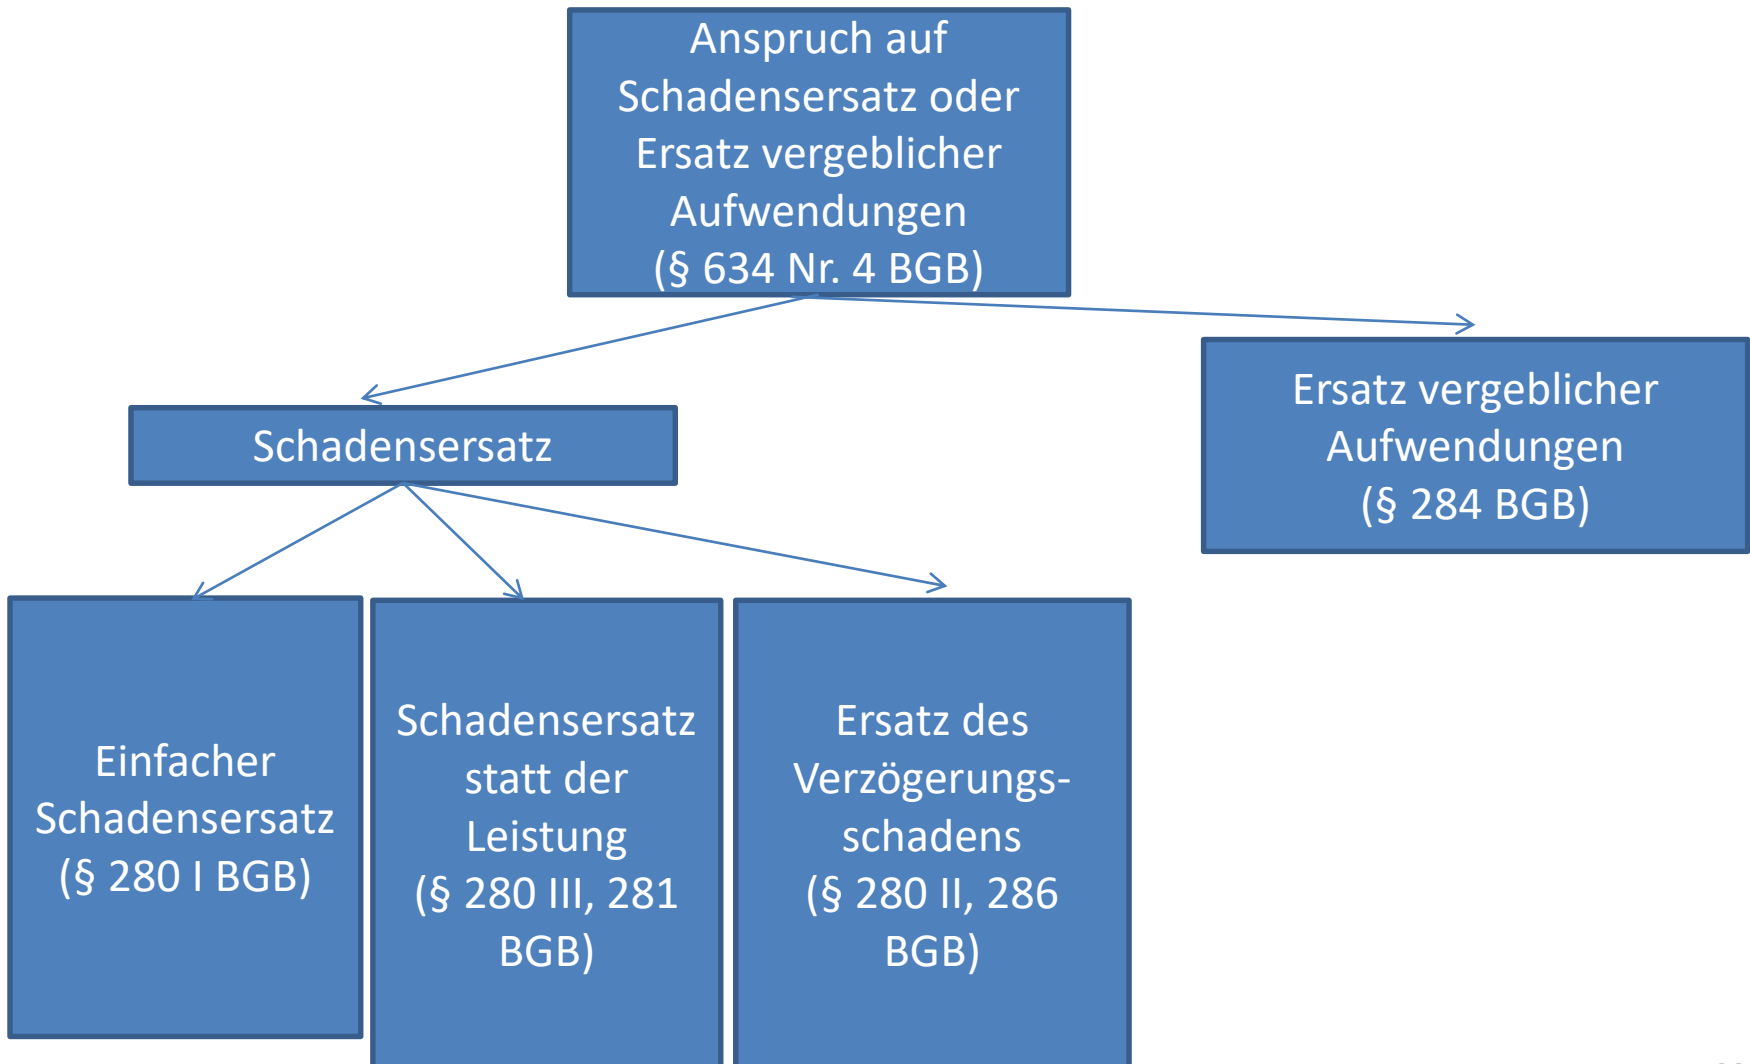 Anspruch auf
Schadensersatz oder
Ersatz vergeblicher
Aufwendungen
(§ 634 Nr. 4 BGB)
Ersatz vergeblicher
Aufwendungen
(§ 284 BGB)
Schadensersatz
Einfacher
Schadensersatz
(§ 280 I BGB)
Schadensersatz
statt der
Leistung
(§ 280 III, 281
BGB)
Ersatz des
Verzögerungs-
schadens
(§ 280 II, 286
BGB)